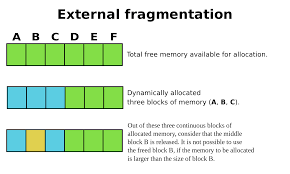 External fragmentation
A B C D E F
Total free memory available for allocation.
Dynamically allocated
three blocks of memory (A, B, C).
Out of these three continuous blocks of
allocated memory, consider that the middle
block B is released. It is not possible to use
the freed block B, if the memory to be allocated
is larger than the size of block B.